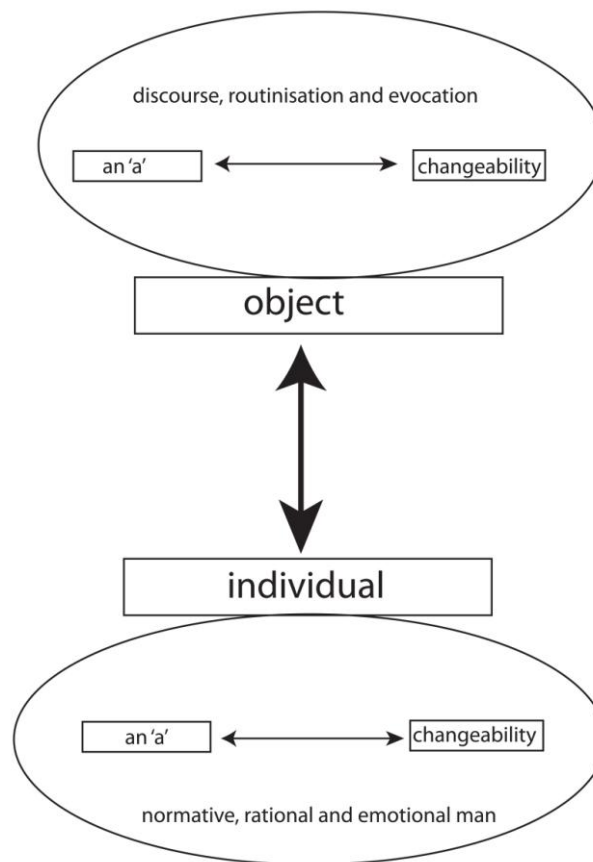 discourse, routinisation and evocation
an 'a'
changeability
object
individual
an 'a'
changeability
normative, rational and emotional man